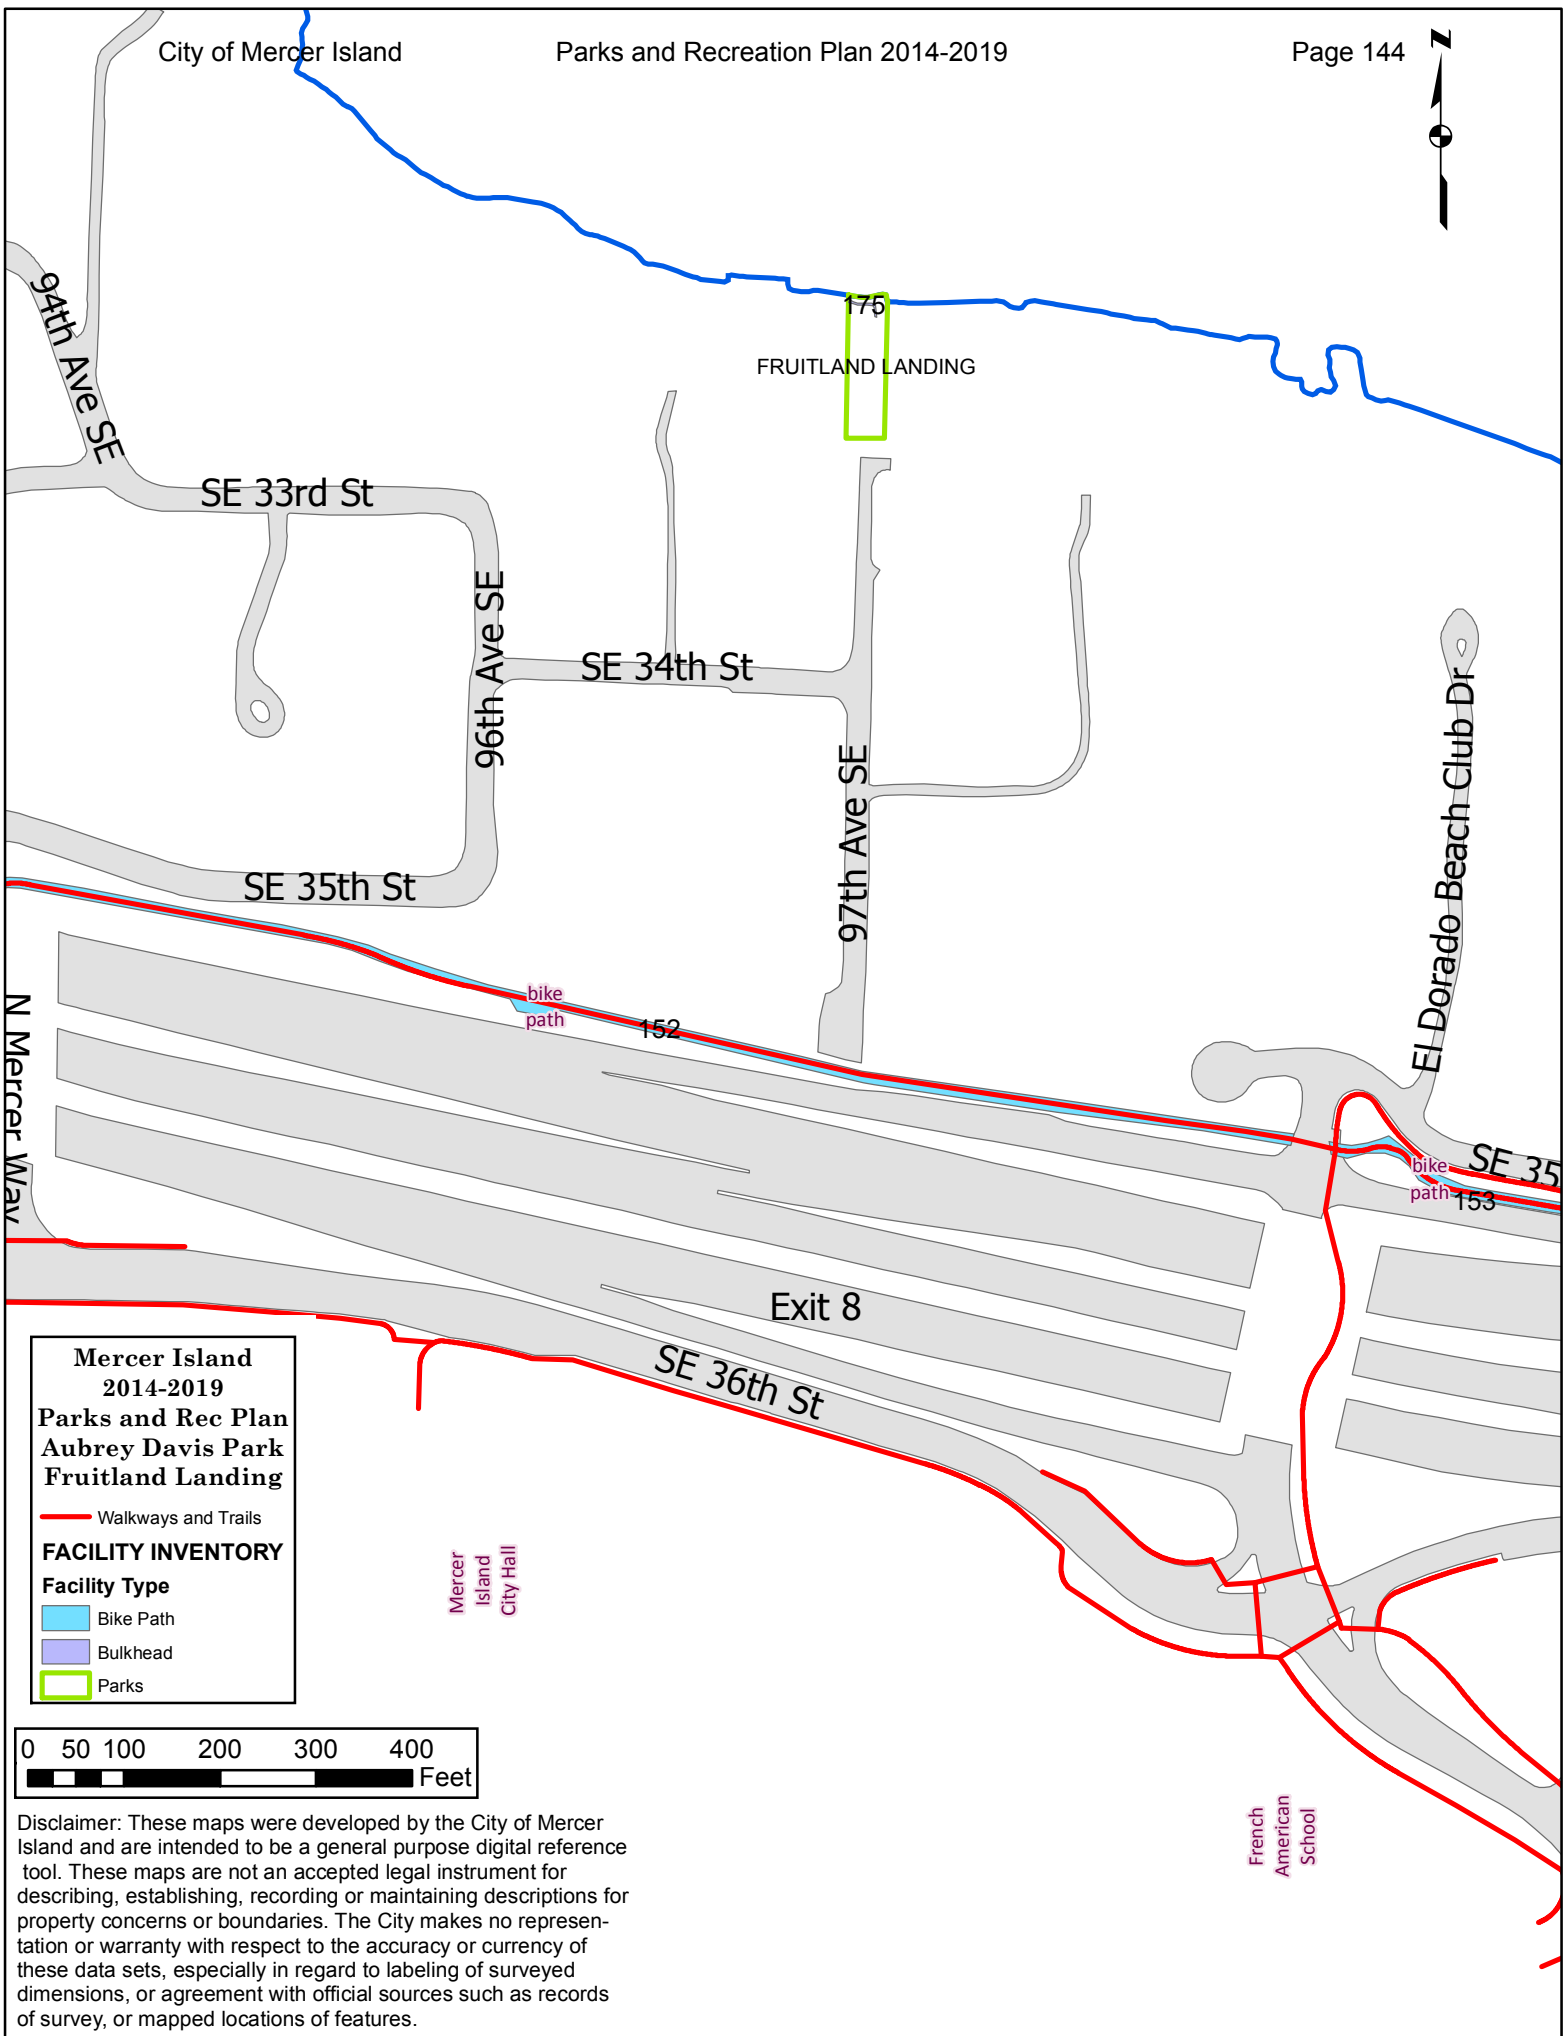 City of Mercer Island
Parks and Recreation Plan 2014-2019
Page 144
N
175
FRUITLAND LANDING
94th Ave SE
SE 33rd St
96th Ave SE
SE 34th St
97th Ave SE
El Dorado Beach Club Dr
SE 35th St
N Mercer Way
bike
path
152
bike
path
153
SE 35
Exit 8
SE 36th St
Mercer Island
2014-2019
Parks and Rec Plan
Aubrey Davis Park
Fruitland Landing
Walkways and Trails
FACILITY INVENTORY
Facility Type
Bike Path
Bulkhead
Parks
Mercer
Island
City Hall
French
American
School
0 50 100 200 300 400
Feet
Disclaimer: These maps were developed by the City of Mercer
Island and are intended to be a general purpose digital reference
tool. These maps are not an accepted legal instrument for
describing, establishing, recording or maintaining descriptions for
property concerns or boundaries. The City makes no represen-
tation or warranty with respect to the accuracy or currency of
these data sets, especially in regard to labeling of surveyed
dimensions, or agreement with official sources such as records
of survey, or mapped locations of features.